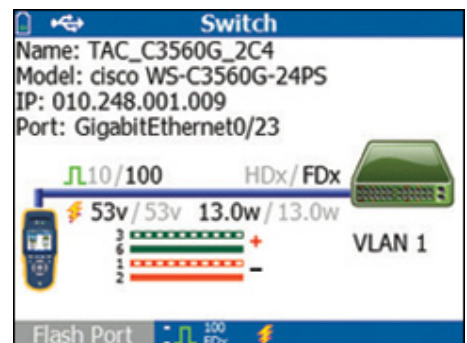 Switch
Name: TAC_C3560G_2C4
Model: cisco WS-C3560G-24PS
IP: 010.248.001.009
Port: GigabitEthernet0/23
10/100 HDx/FDx
53v/53v 13.0w/13.0w
3
6 +
1
2 -
VLAN 1
Flash Port 100 FDx